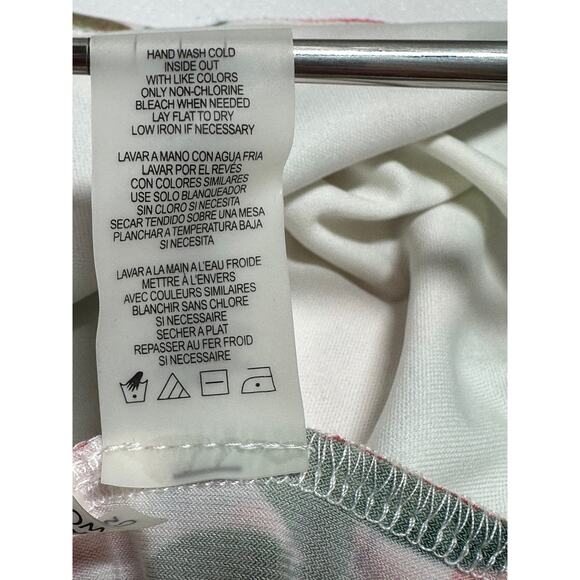 HAND WASH COLD
INSIDE OUT
WITH LIKE COLORS
ONLY NON-CHLORINE
BLEACH WHEN NEEDED
LAY FLAT TO DRY
LOW IRON IF NECESSARY
LAVAR A MANO CON AGUA FRIA
LAVAR POR EL REVÉS
CON COLORES SIMILARES
USE SOLO BLANQUEADOR
SIN CLORO SI NECESITA
SECAR TENDIDO SOBRE UNA MESA
PLANCHAR A TEMPERATURA BAJA
SI NECESITA
LAVAR A LA MAIN A L'EAU FROIDE
METTRE À L'ENVERS
AVEC COULEURS SIMILAIRES
BLANCHIR SANS CHLORE
SI NECESSAIRE
SECHER A PLAT
REPASSER AU FER FROID
SI NECESSAIRE